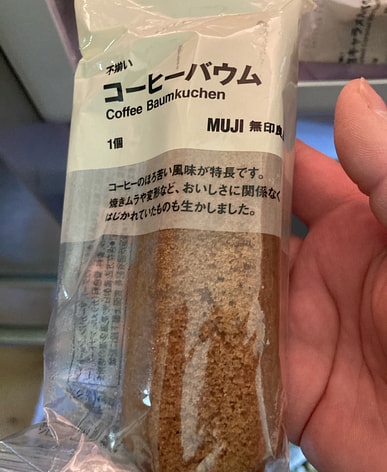 不揃い
コーヒーバウム
Coffee Baumkuchen
1個
MUJI 無印良
コーヒーのほろ苦い風味が特長です。
焼きムラや変形など、おいしさに関係なく
はじかれていたものも生かしました。